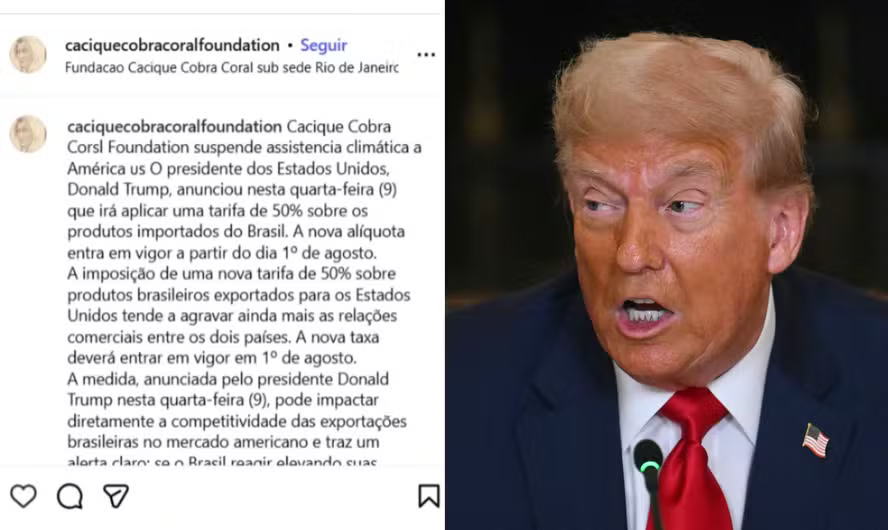 caciquecobracoralfoundation • Seguir
Fundacao Cacique Cobra Coral sub sede Rio de Janeirc
caciquecobracoralfoundation Cacique Cobra
Corsl Foundation suspende assistencia climática a
América us O presidente dos Estados Unidos,
Donald Trump, anunciou nesta quarta-feira (9)
que irá aplicar uma tarifa de 50% sobre os
produtos importados do Brasil. A nova alíquota
entra em vigor a partir do dia 1º de agosto.
A imposição de uma nova tarifa de 50% sobre
produtos brasileiros exportados para os Estados
Unidos tende a agravar ainda mais as relações
comerciais entre os dois países. A nova taxa
deverá entrar em vigor em 1º de agosto.
A medida, anunciada pelo presidente Donald
Trump nesta quarta-feira (9), pode impactar
diretamente a competitividade das exportações
brasileiras no mercado americano e traz um
alerta claro: se o Brasil reagir elevando suas